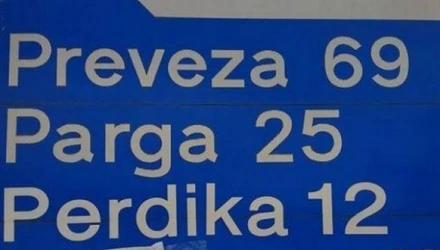 Preveza 69
Parga 25
Perdika 12